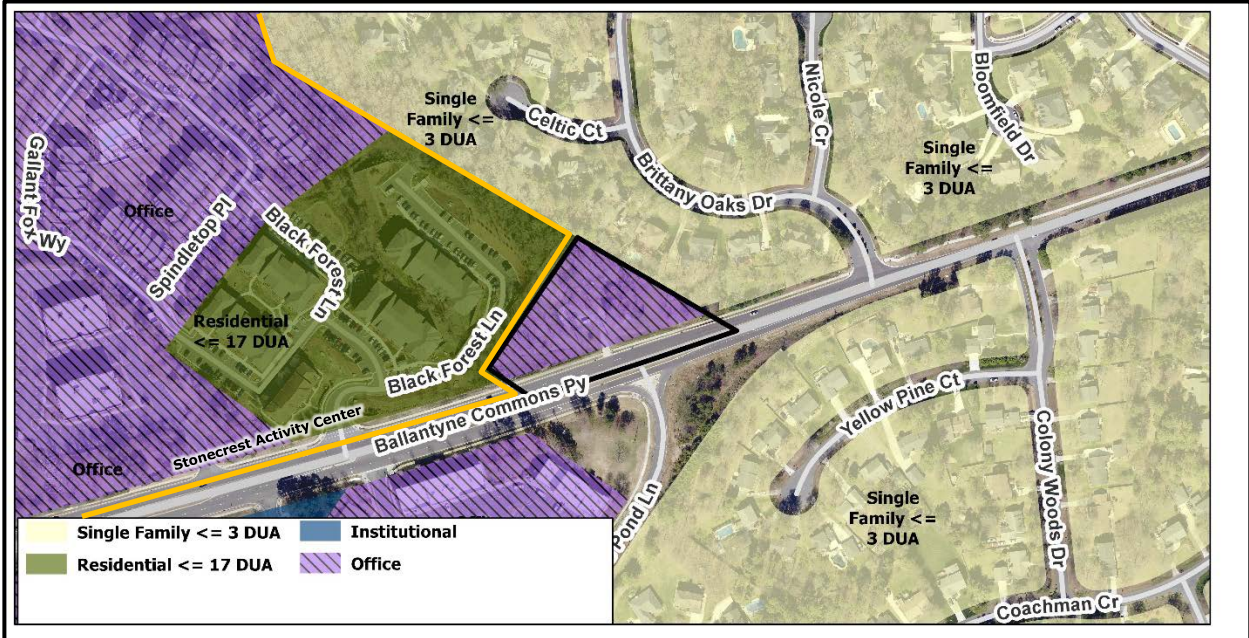 Single
Family <=
3 DUA
Celtic Ct
Nicole Cr
Bloomfield Dr
Single
Family <=
3 DUA
Gallant Fox Wy
Office
Spindletop Pl
Black Forest Ln
Brittany Oaks Dr
Residential
<= 17 DUA
Black Forest Ln
Ballantyne Commons Py
Stonecrest Activity Center
Office
Yellow Pine Ct
Colony Woods Dr
Single
Family <=
3 DUA
Pond Ln
Coachman Cr
Single Family <= 3 DUA
Institutional
Residential <= 17 DUA
Office